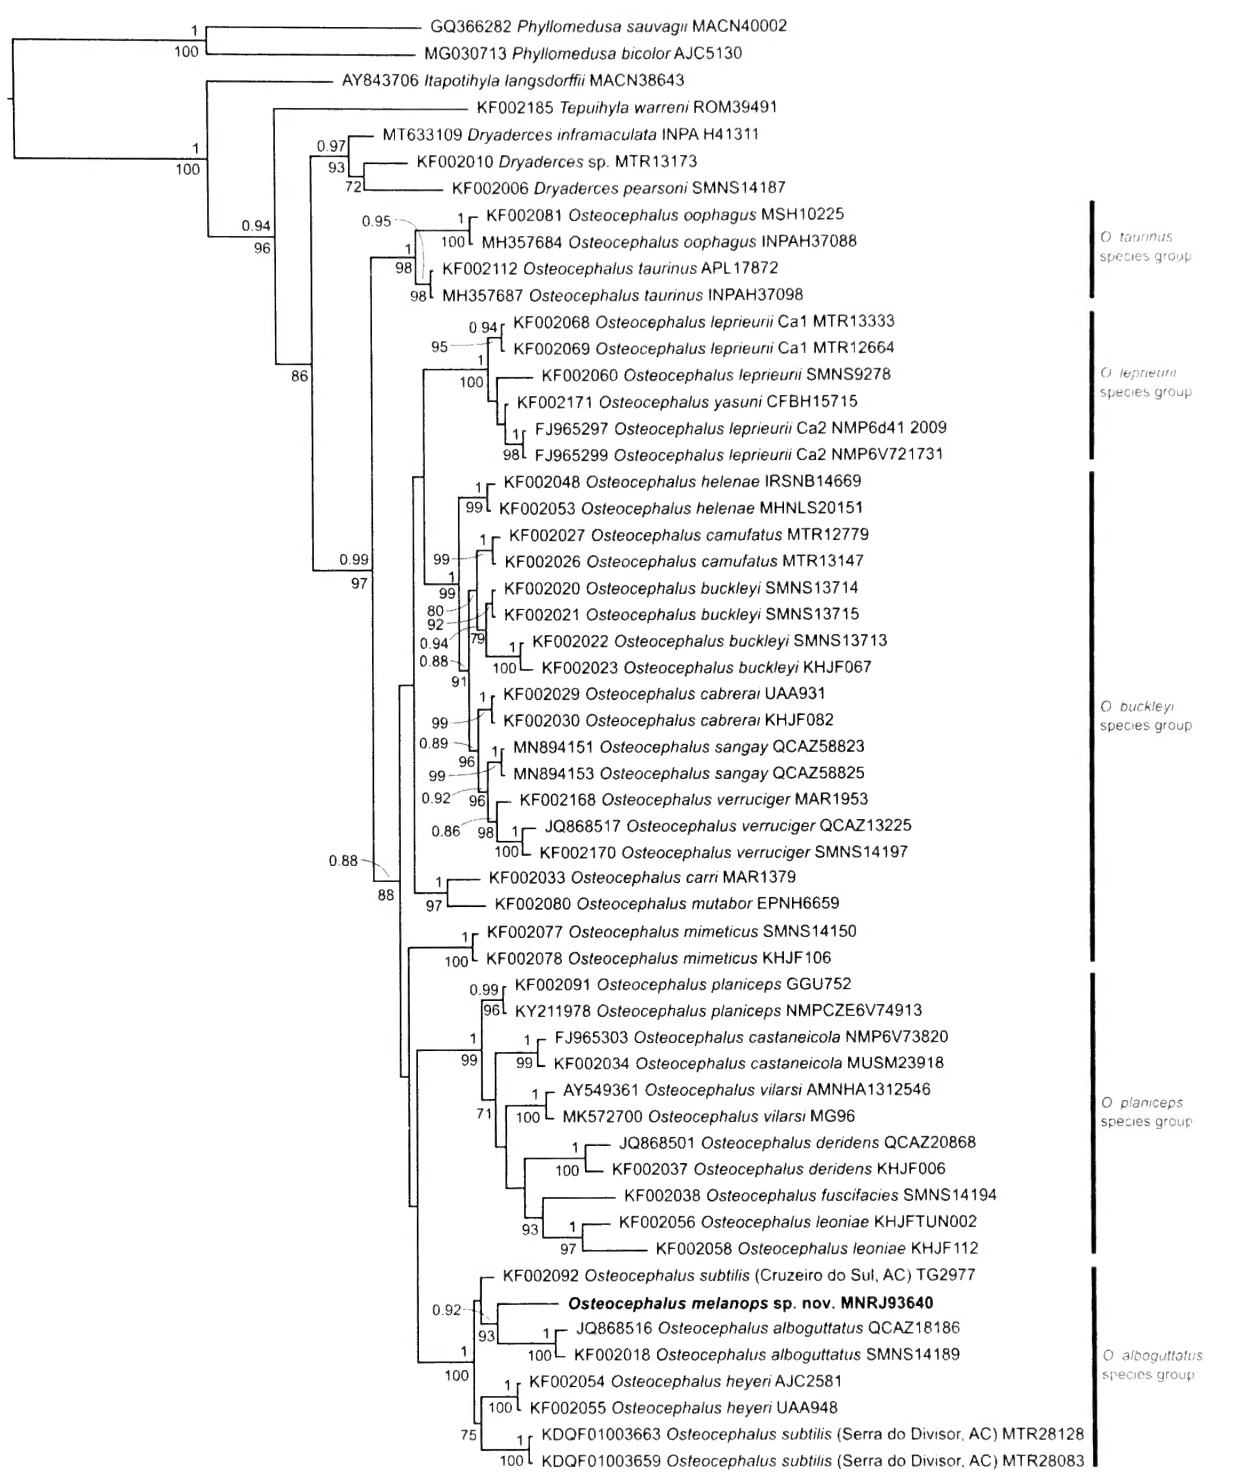 1
GQ366282 Phyllomedusa sauvagii MACN40002
100
MG030713 Phyllomedusa bicolor AJC5130
AY843706 Itapotihyla langsdorffii MACN38643
KF002185 Tepuihyla warreni ROM39491
MT633109 Dryaderces inframaculata INPA H41311
0.97
1
KF002010 Dryaderces sp. MTR13173
100
93
72
KF002006 Dryaderces pearsoni SMNS14187
0.95
1
KF002081 Osteocephalus oophagus MSH10225
0.94
96
1
100
MH357684 Osteocephalus oophagus INPAH37088
O taurinus
species group
98
KF002112 Osteocephalus taurinus APL17872
98
MH357687 Osteocephalus taurinus INPAH37098
0.94
KF002068 Osteocephalus leprieurii Ca1 MTR13333
95
KF002069 Osteocephalus leprieurii Ca1 MTR12664
1
86
100
KF002060 Osteocephalus leprieurii SMNS9278
O leprieurii
species group
KF002171 Osteocephalus yasuni CFBH15715
1
FJ965297 Osteocephalus leprieurii Ca2 NMP6d41 2009
98
FJ965299 Osteocephalus leprieurii Ca2 NMP6V721731
1
KF002048 Osteocephalus helenae IRSNB14669
99
KF002053 Osteocephalus helenae MHNLS20151
1
KF002027 Osteocephalus camufatus MTR12779
0.99
99
KF002026 Osteocephalus camufatus MTR13147
97
1
99
KF002020 Osteocephalus buckleyi SMNS13714
80
92
KF002021 Osteocephalus buckleyi SMNS13715
0.94
79
1
KF002022 Osteocephalus buckleyi SMNS13713
0.88
100
KF002023 Osteocephalus buckleyi KHJF067
91
1
KF002029 Osteocephalus cabrerai UAA931
99
KF002030 Osteocephalus cabrerai KHJF082
O buckleyi
species group
0.89
1
MN894151 Osteocephalus sangay QCAZ58823
96
99
MN894153 Osteocephalus sangay QCAZ58825
0.92
96
KF002168 Osteocephalus verruciger MAR1953
0.86
98
1
JQ868517 Osteocephalus verruciger QCAZ13225
100
KF002170 Osteocephalus verruciger SMNS14197
0.88
88
1
KF002033 Osteocephalus carri MAR1379
97
KF002080 Osteocephalus mutabor EPNH6659
1
KF002077 Osteocephalus mimeticus SMNS14150
100
KF002078 Osteocephalus mimeticus KHJF106
0.99
KF002091 Osteocephalus planiceps GGU752
96
KY211978 Osteocephalus planiceps NMPCZE6V74913
1
99
1
FJ965303 Osteocephalus castaneicola NMP6V73820
99
KF002034 Osteocephalus castaneicola MUSM23918
1
AY549361 Osteocephalus vilarsi AMNHA1312546
71
100
MK572700 Osteocephalus vilarsi MG96
O planiceps
species group
1
JQ868501 Osteocephalus deridens QCAZ20868
100
KF002037 Osteocephalus deridens KHJF006
KF002038 Osteocephalus fuscifacies SMNS14194
93
1
KF002056 Osteocephalus leoniae KHJFTUN002
97
KF002058 Osteocephalus leoniae KHJF112
KF002092 Osteocephalus subtilis (Cruzeiro do Sul, AC) TG2977
0.92
Osteocephalus melanops sp. nov. MNRJ93640
93
1
JQ868516 Osteocephalus alboguttatus QCAZ18186
1
100
100
KF002018 Osteocephalus alboguttatus SMNS14189
O alboguttatus
species group
1
KF002054 Osteocephalus heyeri AJC2581
100
KF002055 Osteocephalus heyeri UAA948
75
1
KDQF01003663 Osteocephalus subtilis (Serra do Divisor, AC) MTR28128
100
KDQF01003659 Osteocephalus subtilis (Serra do Divisor, AC) MTR28083